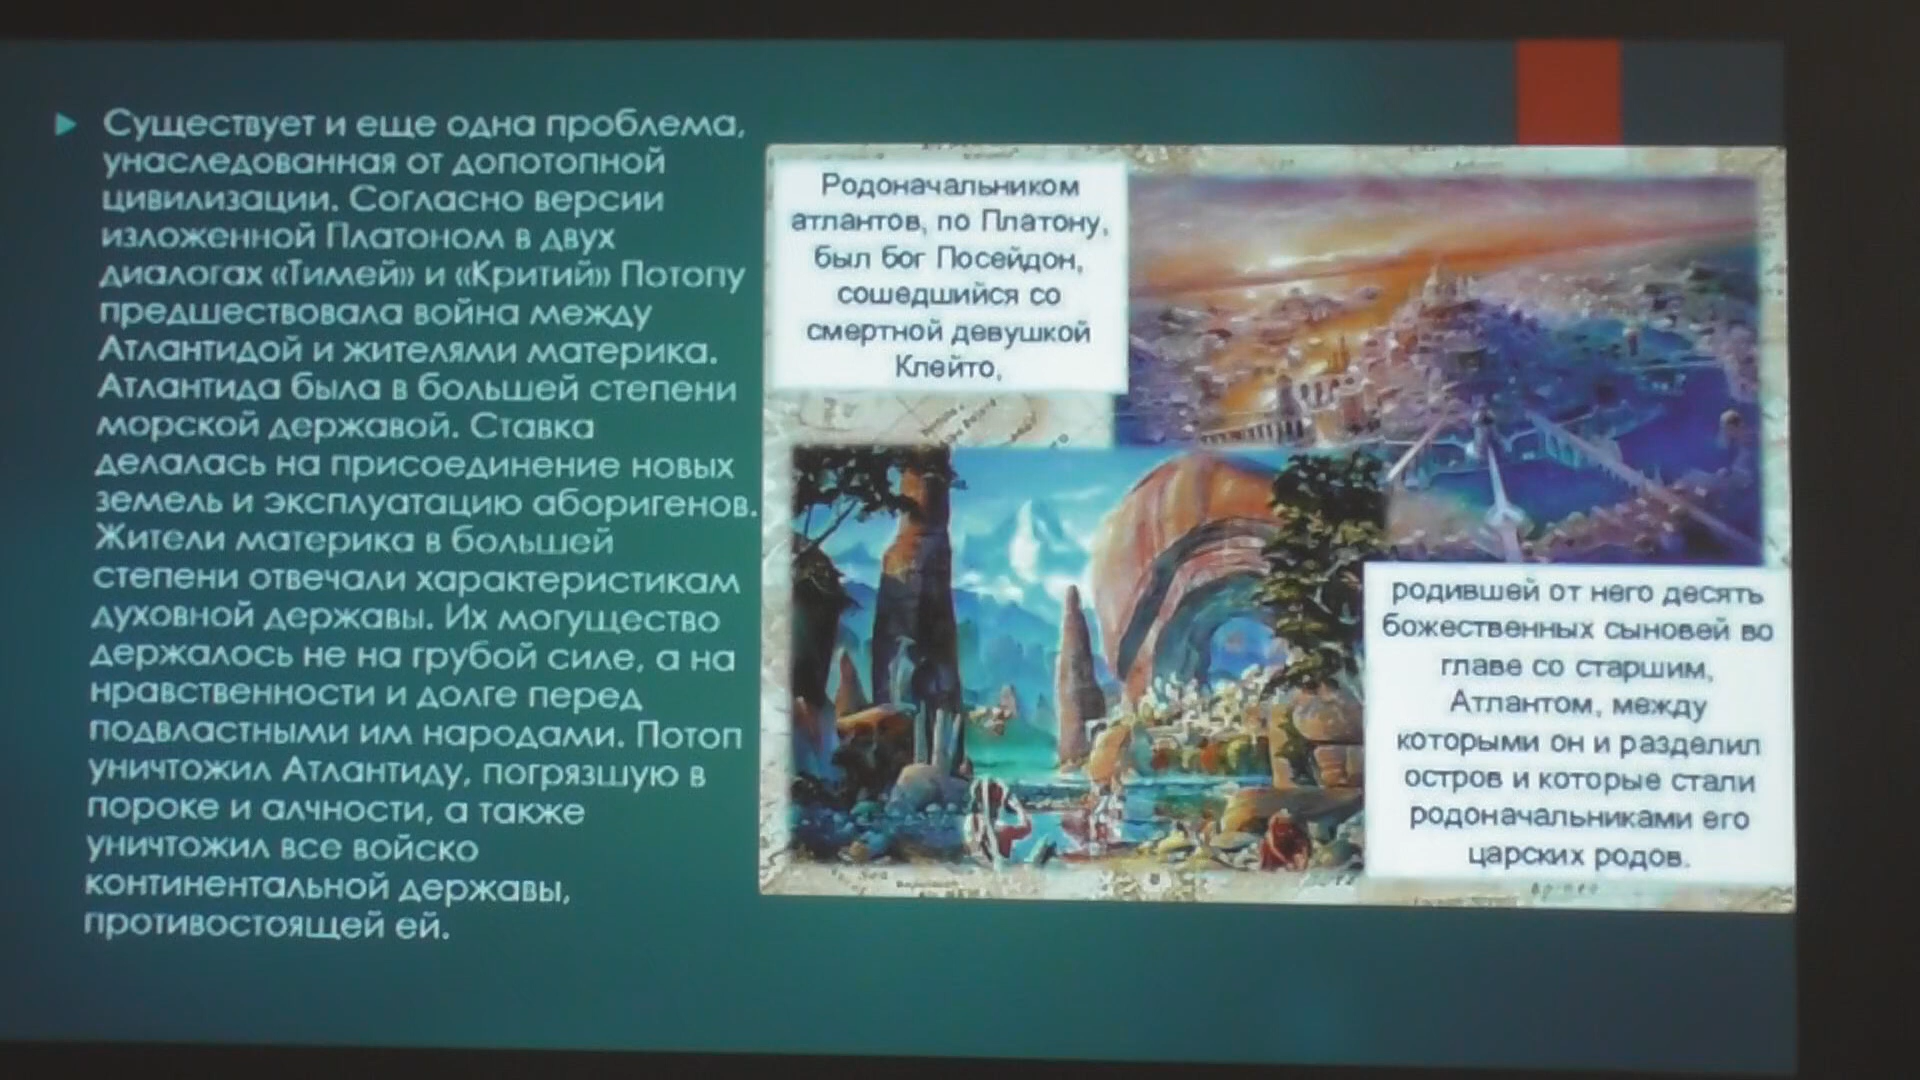 Существует и еще одна проблема,
унаследованная от допотопной
цивилизации. Согласно версии
изложенной Платоном в двух
диалогах «Тимей» и «Критий» Потопу
предшествовала война между
Атлантидой и жителями материка.
Атлантида была в большей степени
морской державой. Ставка
делалась на присоединение новых
земель и эксплуатацию аборигенов.
Жители материка в большей
степени отвечали характеристикам
духовной державы. Их могущество
держалось не на грубой силе, а на
нравственности и долге перед
подвластными им народами. Потоп
уничтожил Атлантиду, погрязшую в
пороке и алчности, а также
уничтожил все войско
континентальной державы,
противостоящей ей.
Родоначальником
атлантов, по Платону,
был бог Посейдон,
сошедшийся со
смертной девушкой
Клейто,
родившей от него десять
божественных сыновей во
главе со старшим,
Атлантом, между
которыми он и разделил
остров и которые стали
родоначальниками его
царских родов.